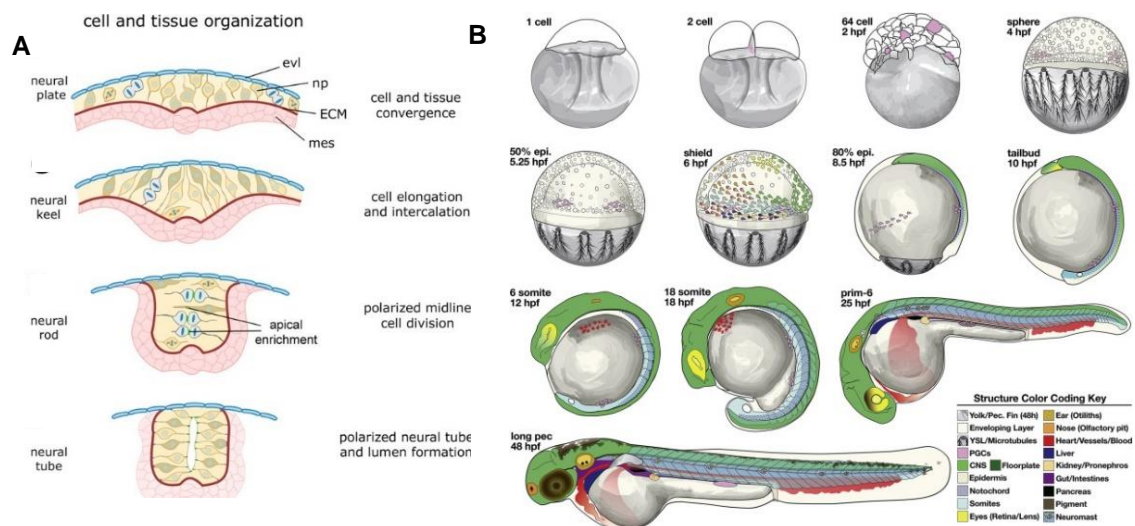 cell and tissue organization
A
neural
plate
evl
np
ECM
mes
cell and tissue
convergence
neural
keel
cell elongation
and intercalation
neural
rod
apical
enrichment
polarized midline
cell division
neural
tube
polarized neural tube
and lumen formation
B
1 cell
2 cell
64 cell
2 hpf
sphere
4 hpf
50% epi.
5.25 hpf
shield
6 hpf
80% epi.
8.5 hpf
tailbud
10 hpf
6 somite
12 hpf
18 somite
18 hpf
prim-6
25 hpf
long pec
48 hpf
Structure Color Coding Key
Yolk/Pec. Fin (48h)
Enveloping Layer
YSL/Microtubules
PGCs
CNS Floorplate
Epidermis
Notochord
Somites
Eyes (Retina/Lens)
Ear (Otiliths)
Nose (Olfactory pit)
Heart/Vessels/Blood
Liver
Kidney/Pronephros
Gut/Intestines
Pancreas
Pigment
Neuromast